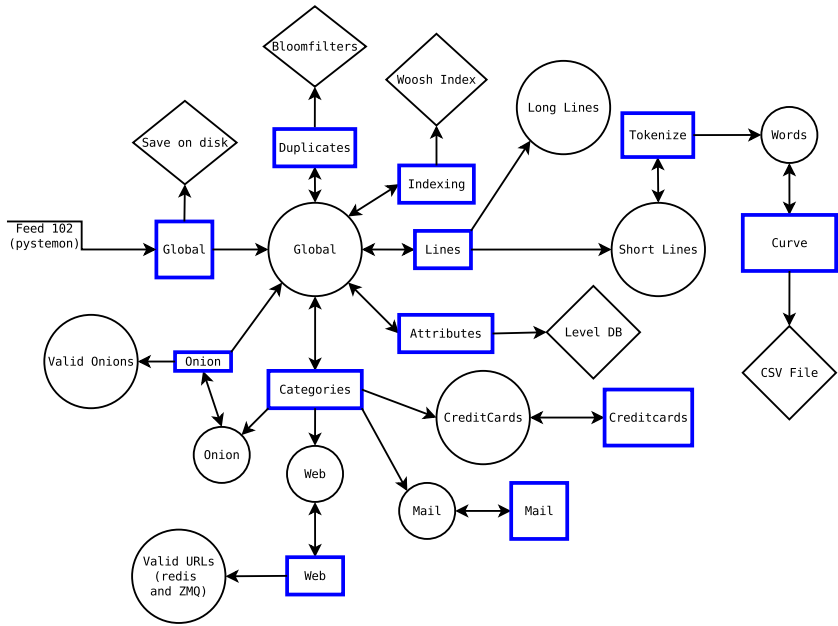 Bloomfilters
Woosh Index
Long Lines
Save on disk
Duplicates
Tokenize
Words
Indexing
Feed 102
(pystemon)
Global
Global
Lines
Short Lines
Curve
Attributes
Level DB
Valid Onions
Onion
CSV File
Categories
CreditCards
Creditcards
Onion
Web
Mail
Mail
Valid URLs
(redis
and ZMQ)
Web